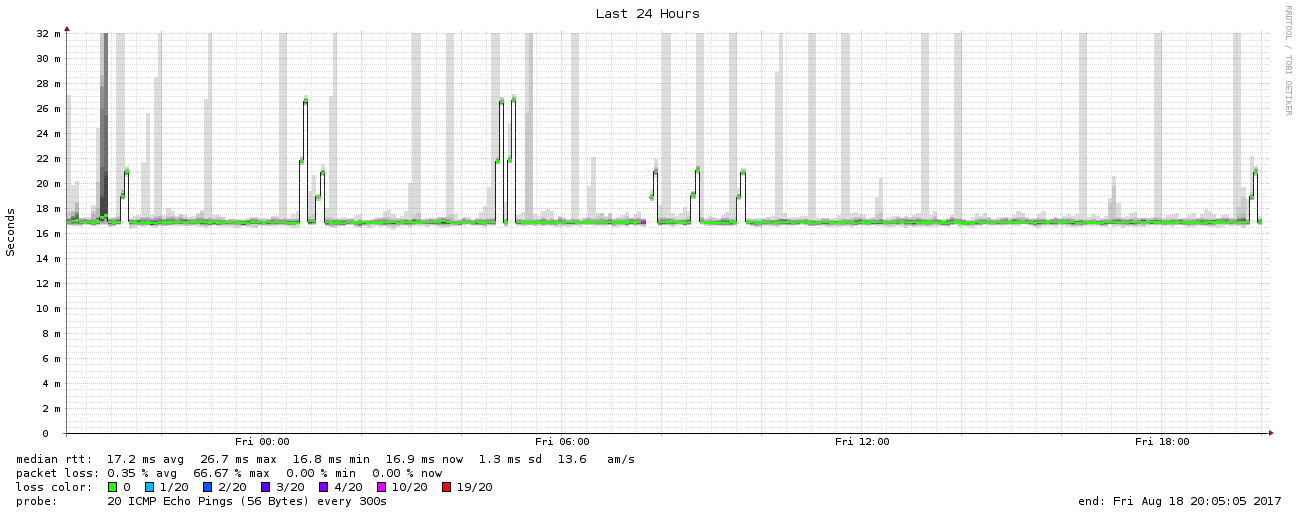 Last 24 Hours
RRDTOOL / TOBI OETIKER
Seconds
32 m
30 m
28 m
26 m
24 m
22 m
20 m
18 m
16 m
14 m
12 m
10 m
8 m
6 m
4 m
2 m
0
Fri 00:00 Fri 06:00 Fri 12:00 Fri 18:00
median rtt: 17.2 ms avg 26.7 ms max 16.8 ms min 16.9 ms now 1.3 ms sd 13.6 am/s
packet loss: 0.35 % avg 66.67 % max 0.00 % min 0.00 % now
loss color: 0 1/20 2/20 3/20 4/20 10/20 19/20
probe: 20 ICMP Echo Pings (56 Bytes) every 300s end: Fri Aug 18 20:05:05 2017